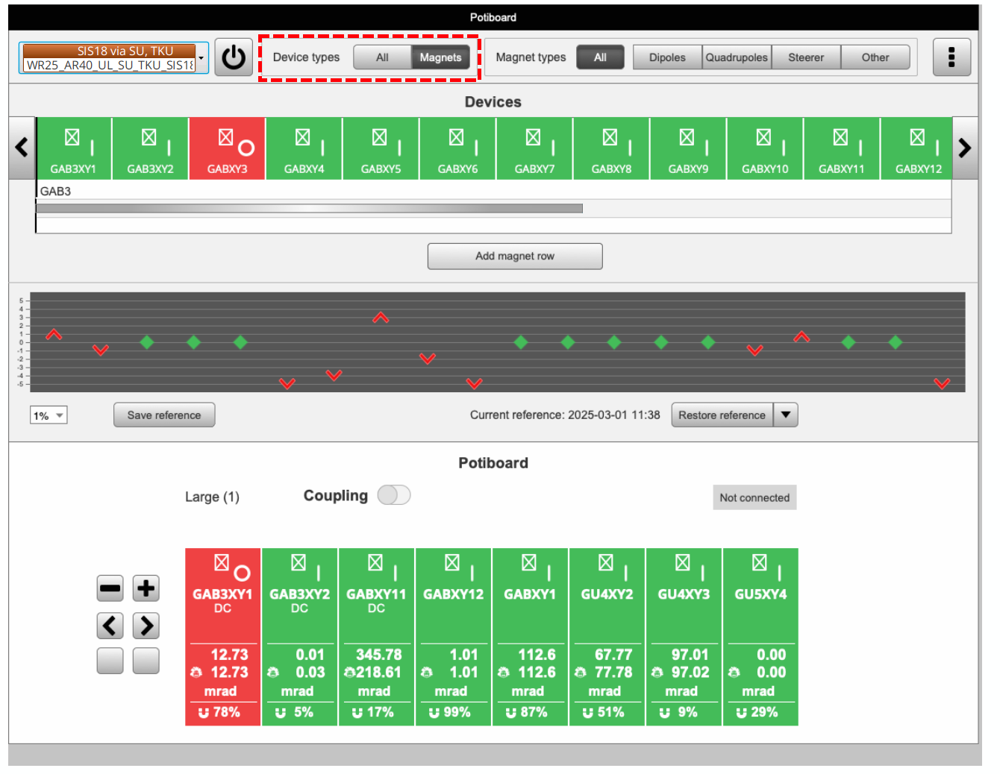 Potiboard
SIS18 via SU, TKU
WR25_AR40_UL_SU_TKU_SIS18
Device types All Magnets Magnet types All Dipoles Quadrupoles Steerer Other
Devices
GAB3XY1 GAB3XY2 GABXY3 GABXY4 GABXY5 GABXY6 GABXY7 GABXY8 GABXY9 GABXY10 GABXY11 GABXY12
GAB3
Add magnet row
5
4
3
2
1
0
-1
-2
-3
-4
-5
1% Save reference Current reference: 2025-03-01 11:38 Restore reference
Potiboard
Large (1) Coupling Not connected
GAB3XY1 GAB3XY2 GABXY11 GABXY12 GABXY1 GU4XY2 GU4XY3 GU5XY4
DC DC DC
12.73 0.01 345.78 1.01 112.6 67.77 97.01 0.00
12.73 0.03 218.61 1.01 112.6 77.78 97.02 0.00
mrad mrad mrad mrad mrad mrad mrad mrad
78% 5% 17% 99% 87% 51% 9% 29%